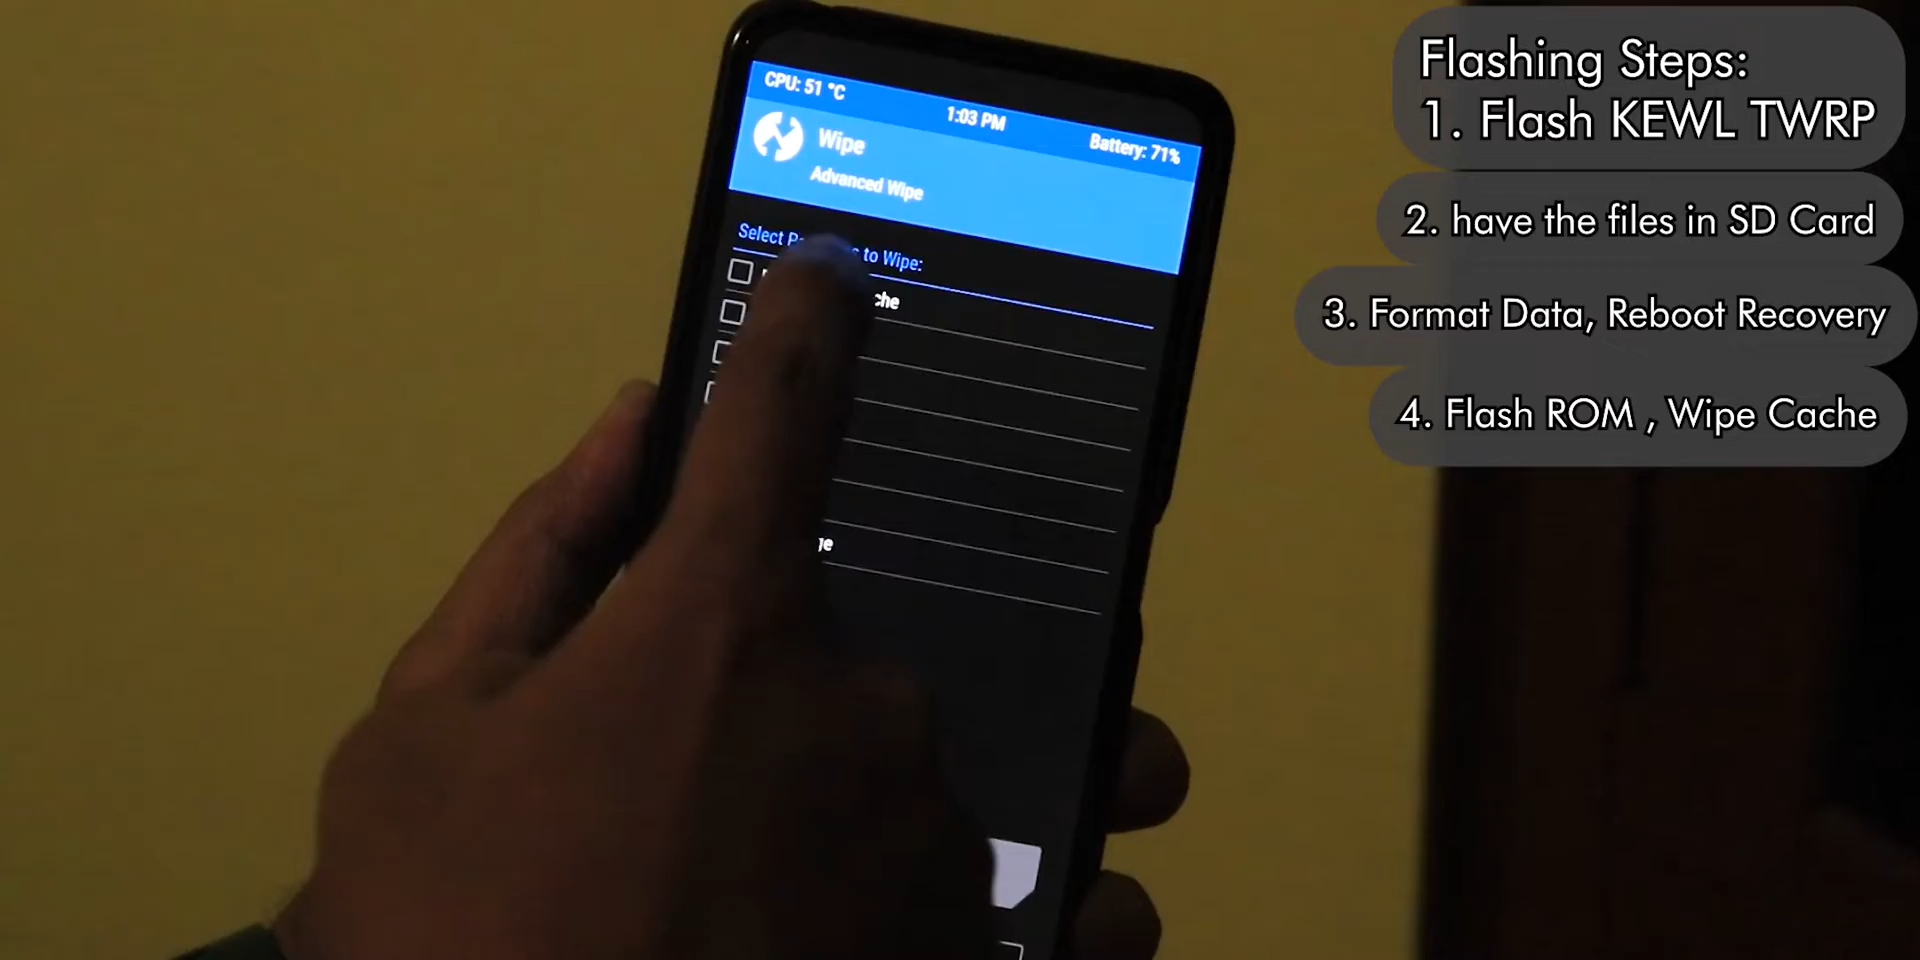 CPU: 51 °C
1:03 PM
Battery: 71%
Wipe
Advanced Wipe
Select to Wipe:
Flashing Steps:
1. Flash KEWL TWRP
2. have the files in SD Card
3. Format Data, Reboot Recovery
4. Flash ROM , Wipe Cache